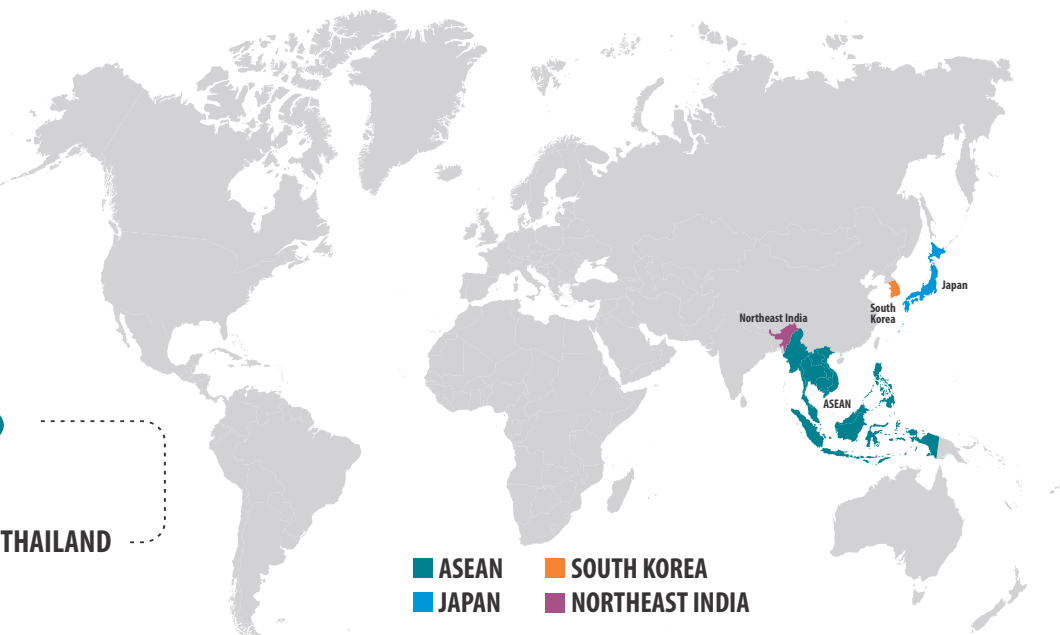 Japan
South
Korea
Northeast India
ASEAN
THAILAND
ASEAN
SOUTH KOREA
JAPAN
NORTHEAST INDIA